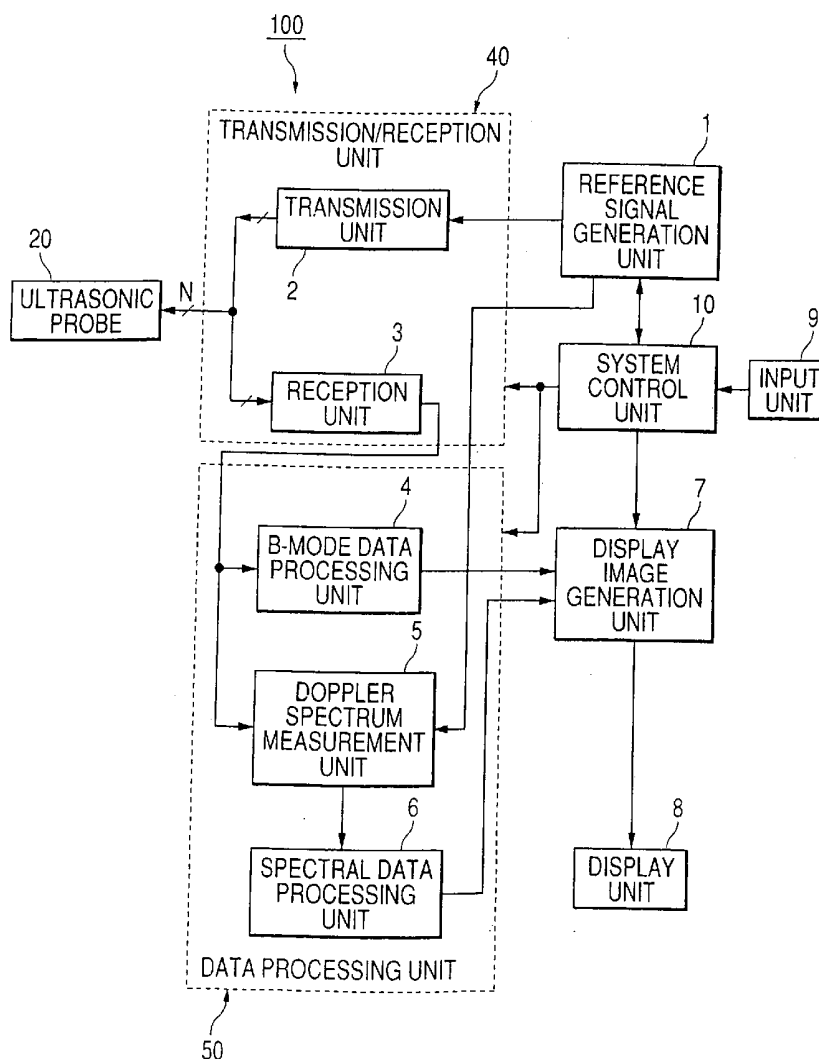 100
40
TRANSMISSION/RECEPTION
UNIT
1
REFERENCE
SIGNAL
GENERATION
UNIT
TRANSMISSION
UNIT
2
20
ULTRASONIC
PROBE
N
3
RECEPTION
UNIT
10
SYSTEM
CONTROL
UNIT
9
INPUT
UNIT
4
B-MODE DATA
PROCESSING
UNIT
7
DISPLAY
IMAGE
GENERATION
UNIT
5
DOPPLER
SPECTRUM
MEASUREMENT
UNIT
6
SPECTRAL DATA
PROCESSING
UNIT
8
DISPLAY
UNIT
DATA PROCESSING UNIT
50